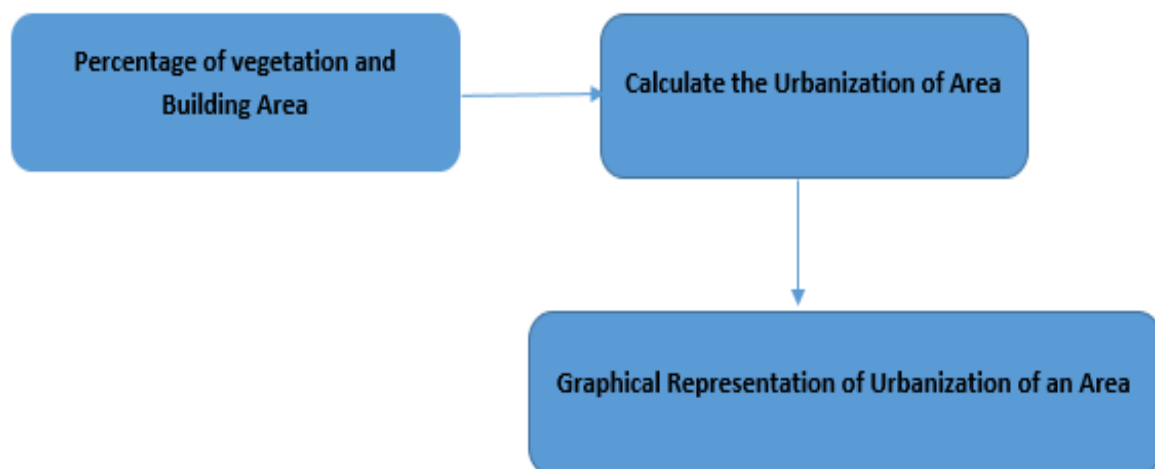 Percentage of vegetation and
Building Area
Calculate the Urbanization of Area
Graphical Representation of Urbanization of an Area